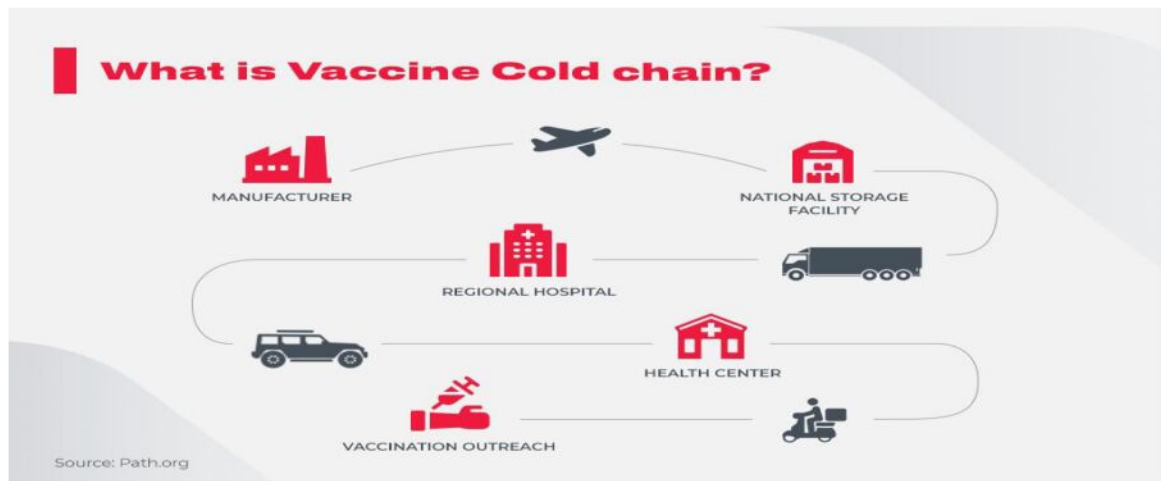 What is Vaccine Cold chain?
MANUFACTURER
NATIONAL STORAGE
FACILITY
REGIONAL HOSPITAL
HEALTH CENTER
VACCINATION OUTREACH
Source: Path.org